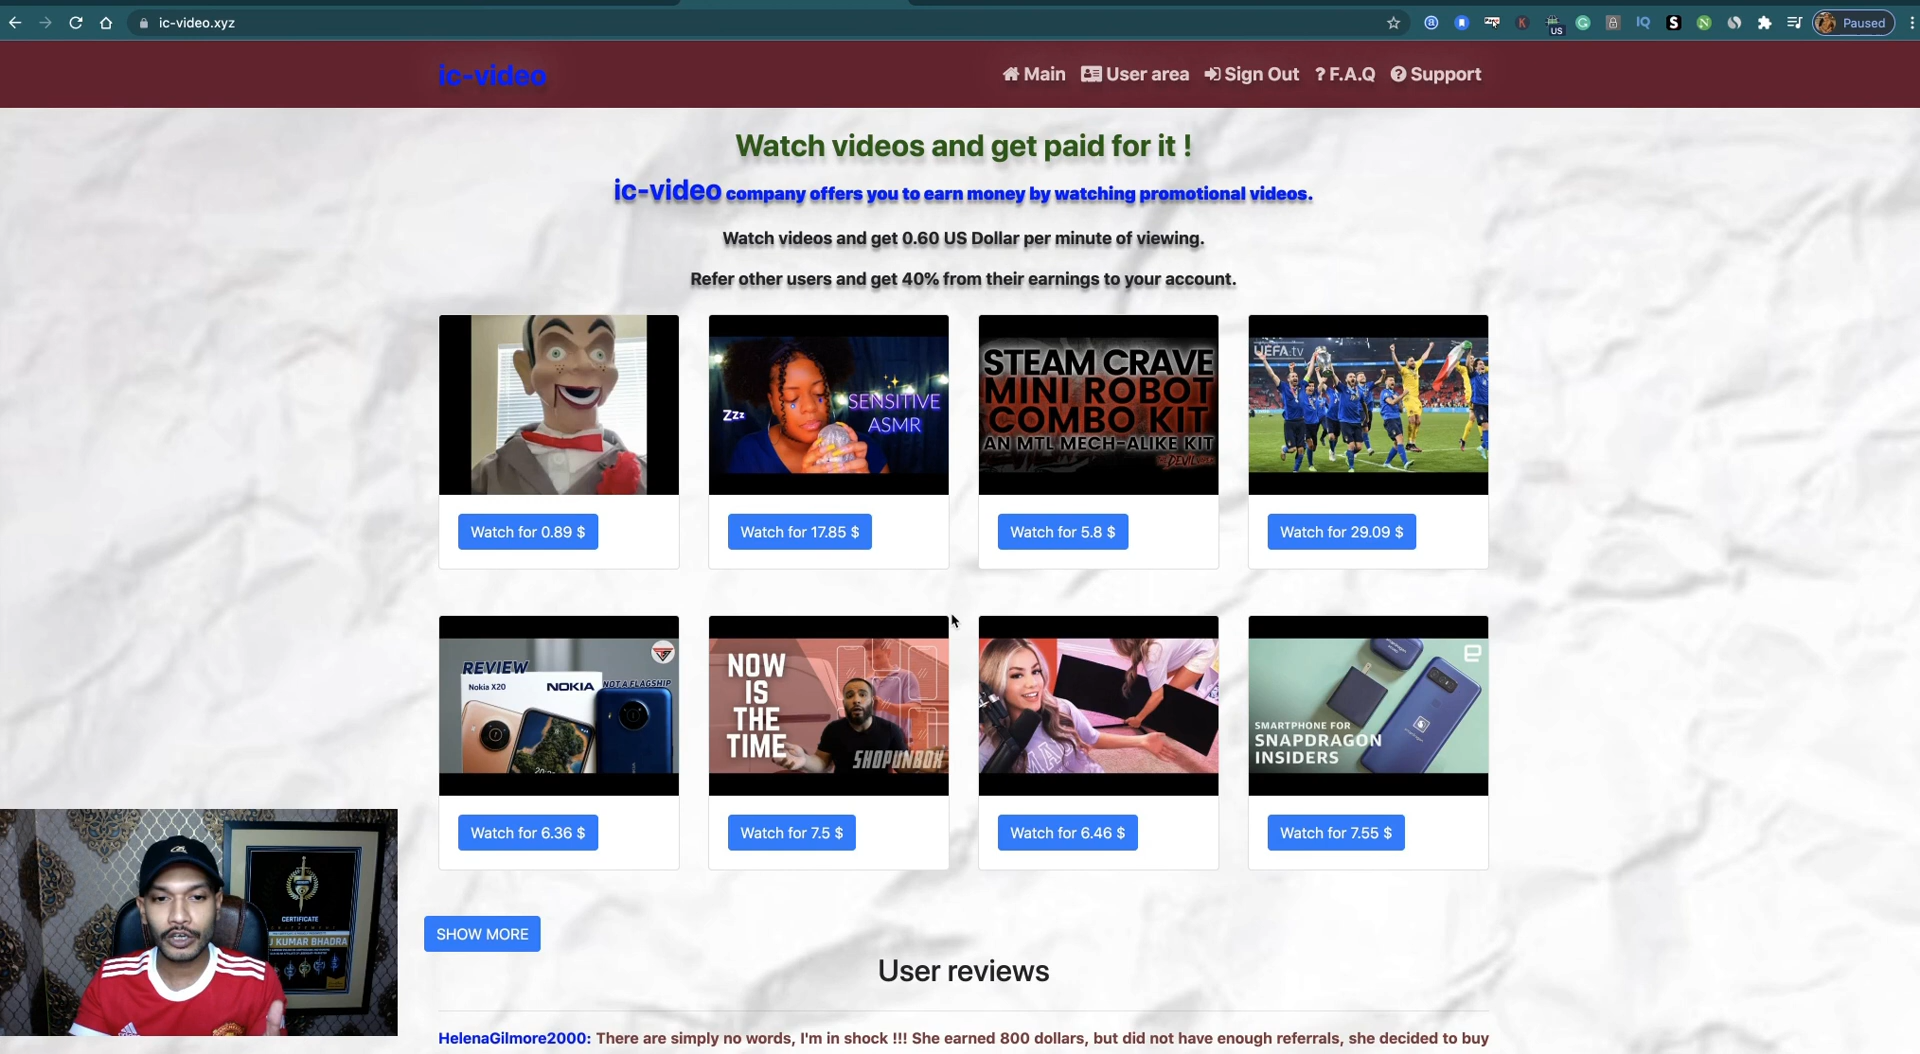 ic-video.xyz
US
Paused
ic-video
Main
User area
Sign Out
? F.A.Q
Support
Watch videos and get paid for it !
ic-video company offers you to earn money by watching promotional videos.
Watch videos and get 0.60 US Dollar per minute of viewing.
Refer other users and get 40% from their earnings to your account.
Zzz
SENSITIVE
ASMR
STEAM CRAVE
MINI ROBOT
COMBO KIT
AN MTL MECH-ALIKE KIT
UEFA.tv
Watch for 0.89 $
Watch for 17.85 $
Watch for 5.8 $
Watch for 29.09 $
REVIEW
Nokia X20
NOKIA
NOT A FLAGSHIP
NOW
IS
THE
TIME
SHOPUNBOX
SMARTPHONE FOR
SNAPDRAGON
INSIDERS
Watch for 6.36 $
Watch for 7.5 $
Watch for 6.46 $
Watch for 7.55 $
CERTIFICATE
KUMAR BHADRA
SHOW MORE
User reviews
HelenaGilmore2000: There are simply no words, I'm in shock !!! She earned 800 dollars, but did not have enough referrals, she decided to buy